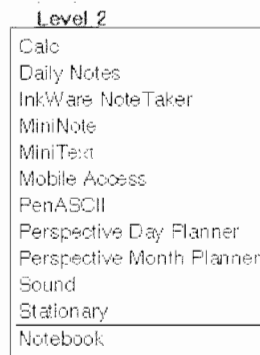 Level 2
Calc
Daily Notes
InkWare NoteTaker
MiniNote
MiniText
Mobile Access
PenASCII
Perspective Day Planner
Perspective Month Planner
Sound
Stationary
Notebook